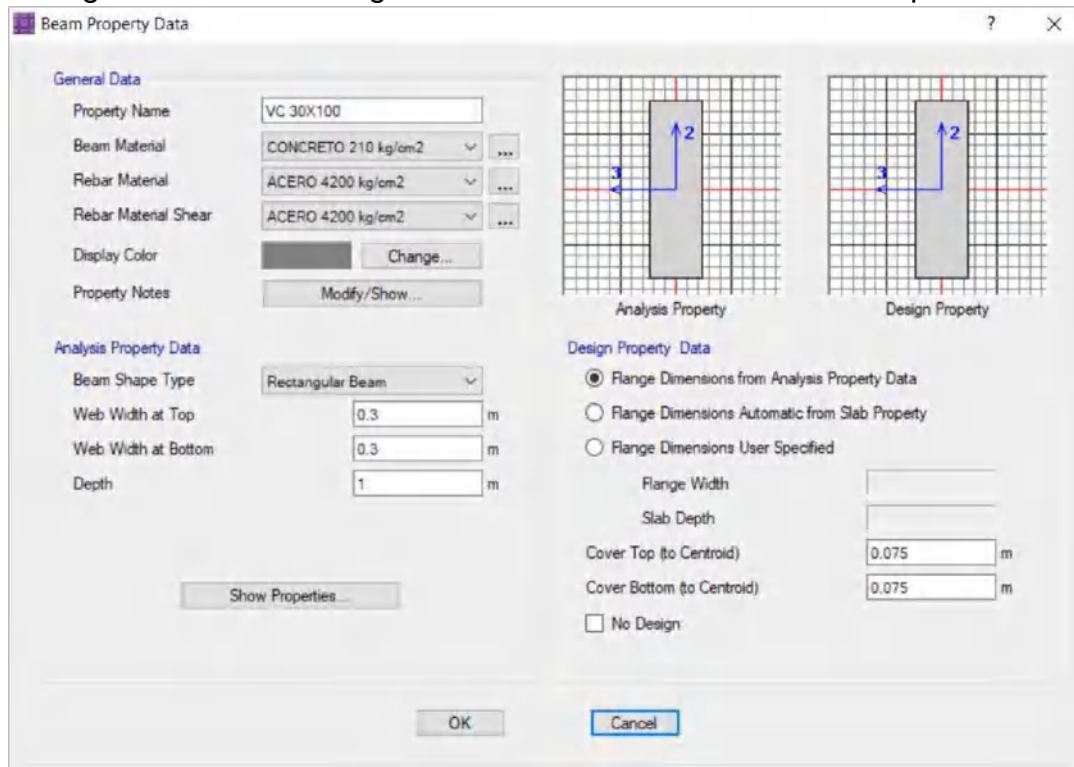 Beam Property Data ? ×
General Data
Property Name VC 30X100
Beam Material CONCRETO 210 kg/cm2 ...
Rebar Material ACERO 4200 kg/cm2 ...
Rebar Material Shear ACERO 4200 kg/cm2 ...
Display Color Change...
Property Notes Modify/Show...
2
3
Analysis Property
2
3
Design Property
Analysis Property Data
Beam Shape Type Rectangular Beam
Web Width at Top 0.3 m
Web Width at Bottom 0.3 m
Depth 1 m
Show Properties...
Design Property Data
Flange Dimensions from Analysis Property Data
Flange Dimensions Automatic from Slab Property
Flange Dimensions User Specified
Flange Width
Slab Depth
Cover Top (to Centroid) 0.075 m
Cover Bottom (to Centroid) 0.075 m
No Design
OK Cancel